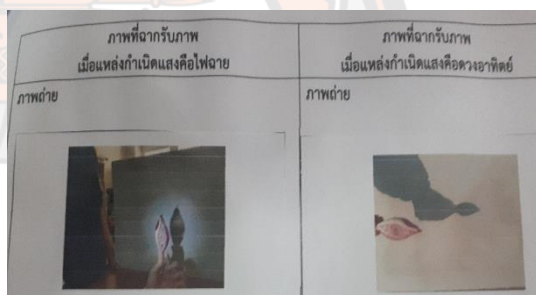 ภาพที่ฉากรับภาพ
เมื่อแหล่งกำเนิดแสงคือไฟฉาย
ภาพที่ฉากรับภาพ
เมื่อแหล่งกำเนิดแสงคือดวงอาทิตย์
ภาพถ่าย
ภาพถ่าย